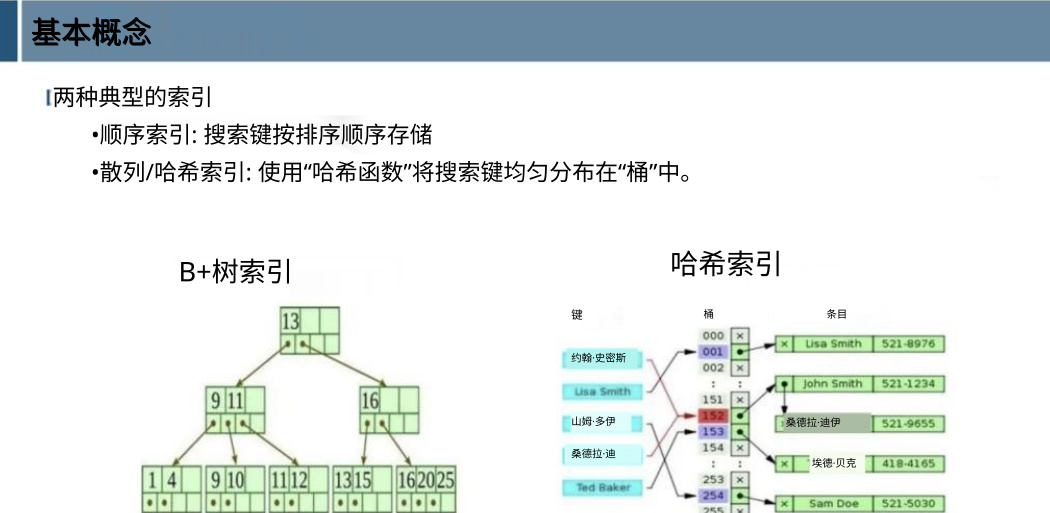 基本概念
两种典型的索引
•顺序索引: 搜索键按排序顺序存储
•散列/哈希索引: 使用“哈希函数”将搜索键均匀分布在“桶”中。
B+树索引
13
9 11
16
1 4
9 10
11 12
13 15
16 20 25
哈希索引
键
桶
条目
约翰·史密斯
Lisa Smith
山姆·多伊
桑德拉·迪
Ted Baker
000 ×
001
002 ×
: :
151 ×
152
153
154 ×
: :
253 ×
254
255 ×
× Lisa Smith 521-8976
John Smith 521-1234
桑德拉·迪伊 521-9655
× 埃德·贝克 418-4165
× Sam Doe 521-5030